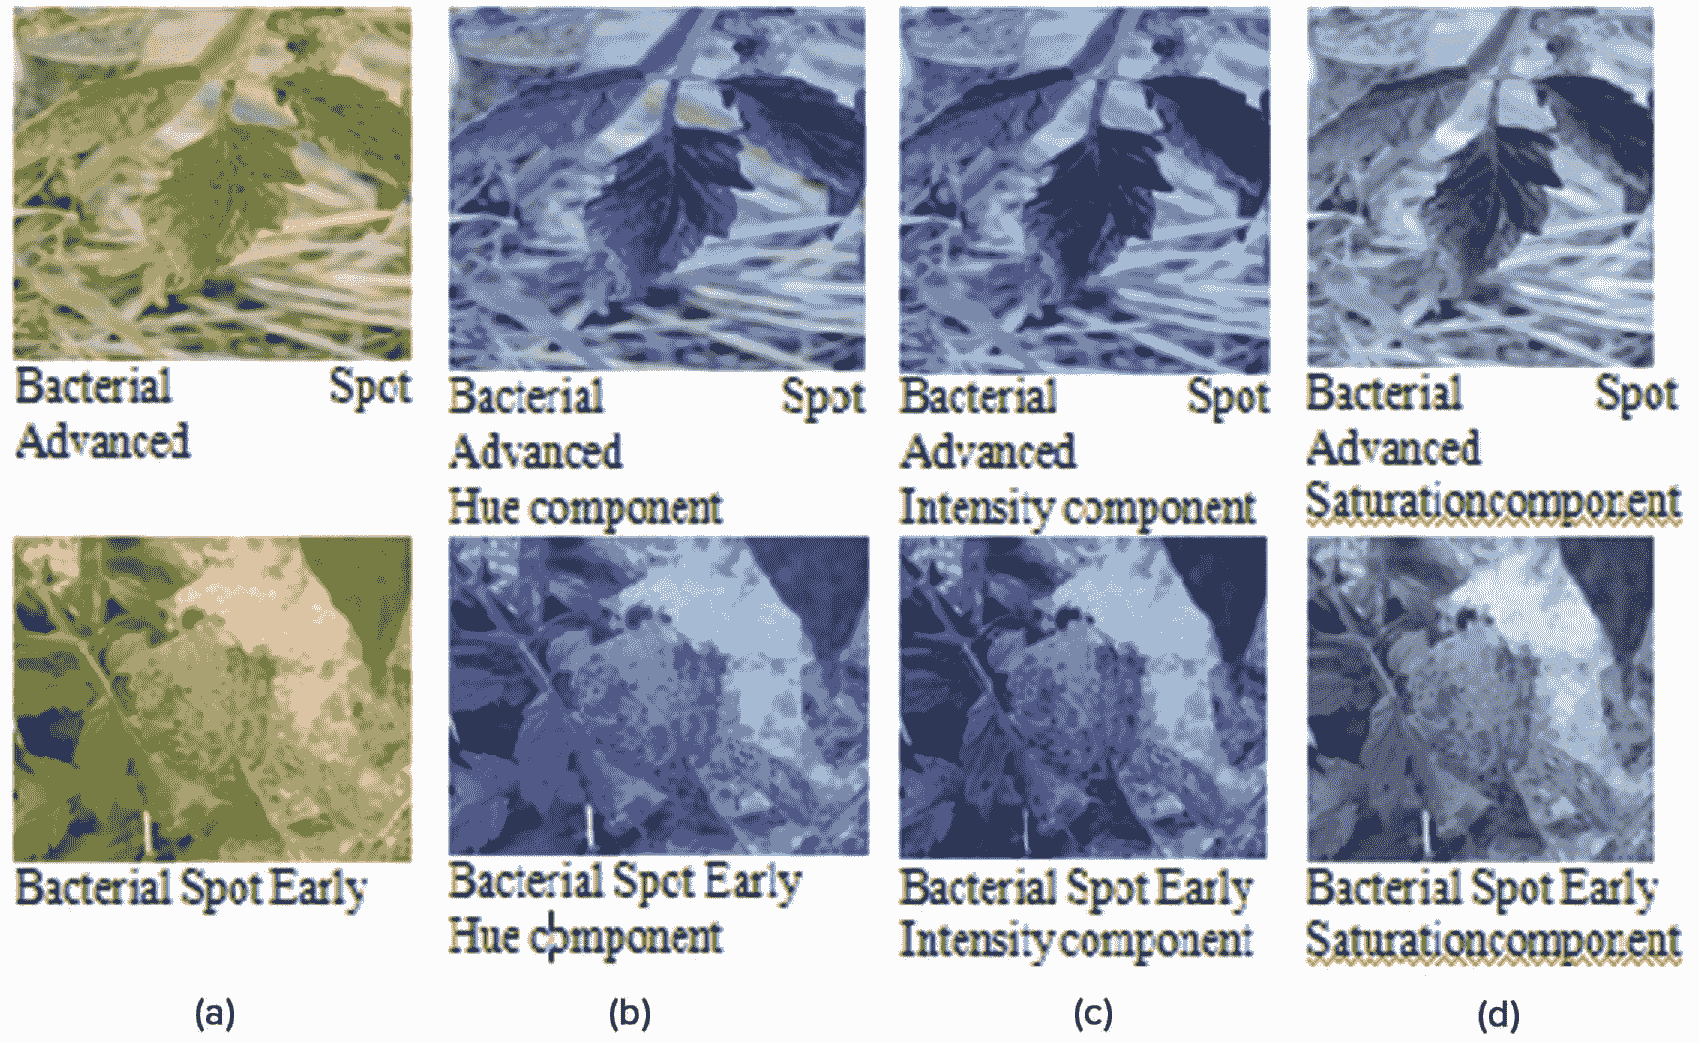 Bacterial Spot
Advanced
Bacterial Spot
Advanced
Hue component
Bacterial Spot
Advanced
Intensity component
Bacterial Spot
Advanced
Saturationcomponent
Bacterial Spot Early
Bacterial Spot Early
Hue component
Bacterial Spot Early
Intensity component
Bacterial Spot Early
Saturationcomponent
(a)
(b)
(c)
(d)